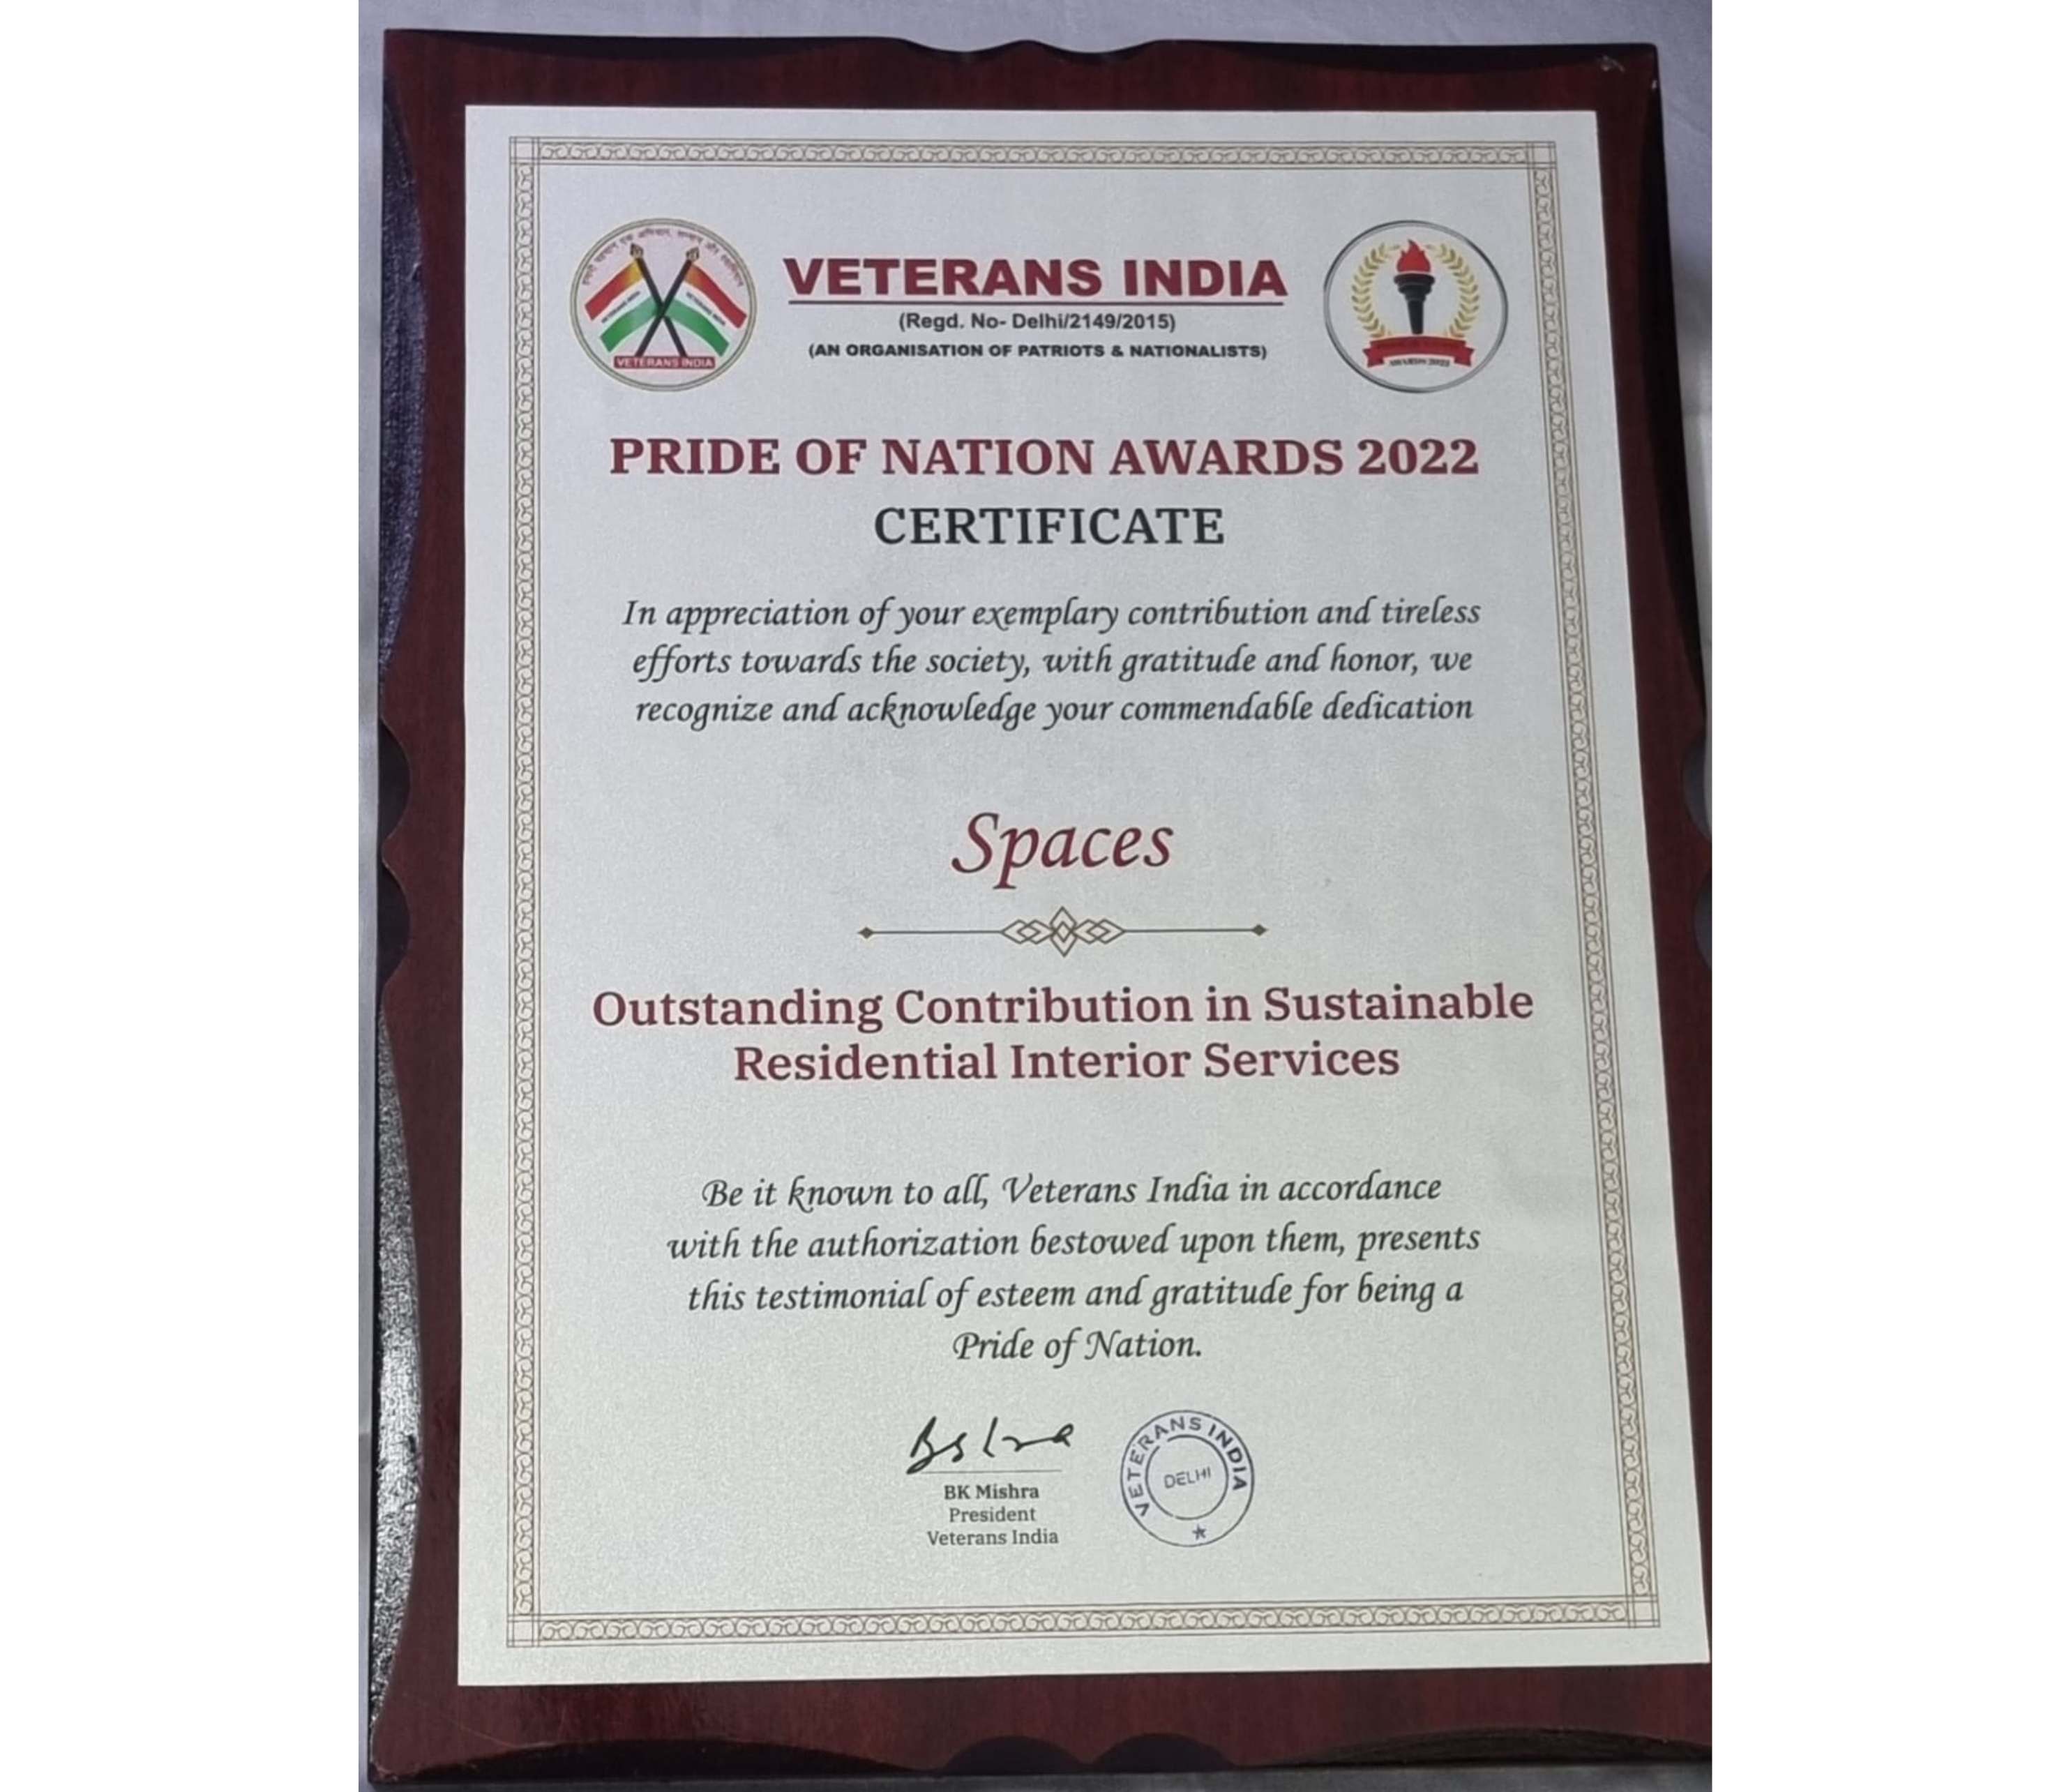 VETERANS INDIA
(Regd. No- Delhi/2149/2015)
(AN ORGANISATION OF PATRIOTS & NATIONALISTS)
VETERANS INDIA
AWARDS 2022
PRIDE OF NATION AWARDS 2022
CERTIFICATE
In appreciation of your exemplary contribution and tireless
efforts towards the society, with gratitude and honor, we
recognize and acknowledge your commendable dedication
Spaces
Outstanding Contribution in Sustainable
Residential Interior Services
Be it known to all, Veterans India in accordance
with the authorization bestowed upon them, presents
this testimonial of esteem and gratitude for being a
Pride of Nation.
BK Mishra
President
Veterans India
VETERANS INDIA
DELHI